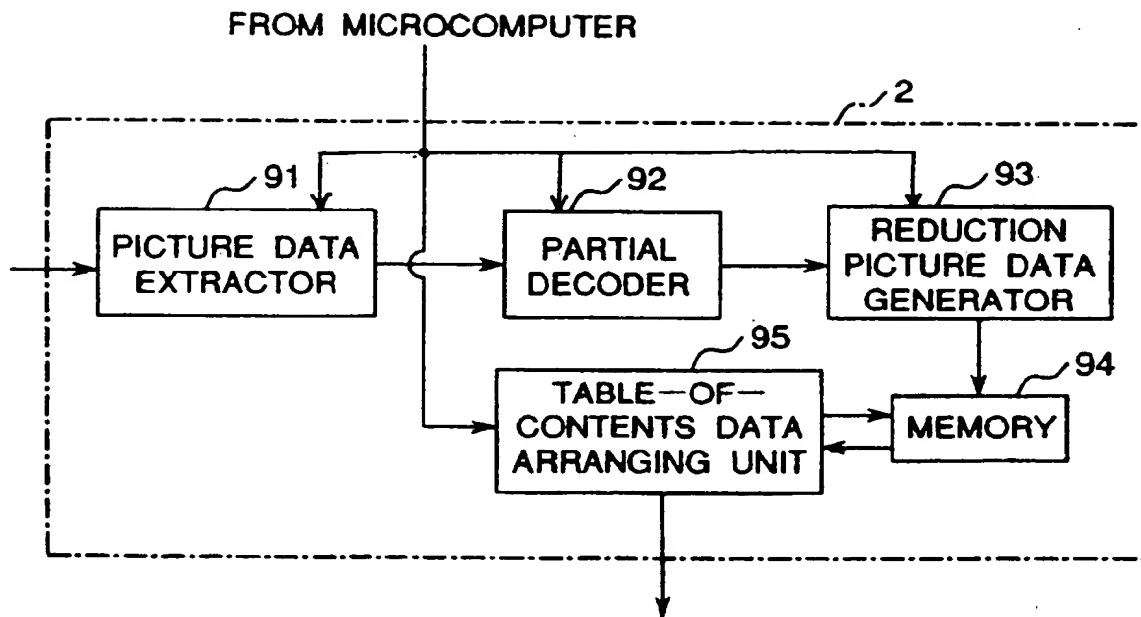 FROM MICROCOMPUTER
2
91
PICTURE DATA
EXTRACTOR
92
PARTIAL
DECODER
93
REDUCTION
PICTURE DATA
GENERATOR
95
TABLE—OF—
CONTENTS DATA
ARRANGING UNIT
94
MEMORY